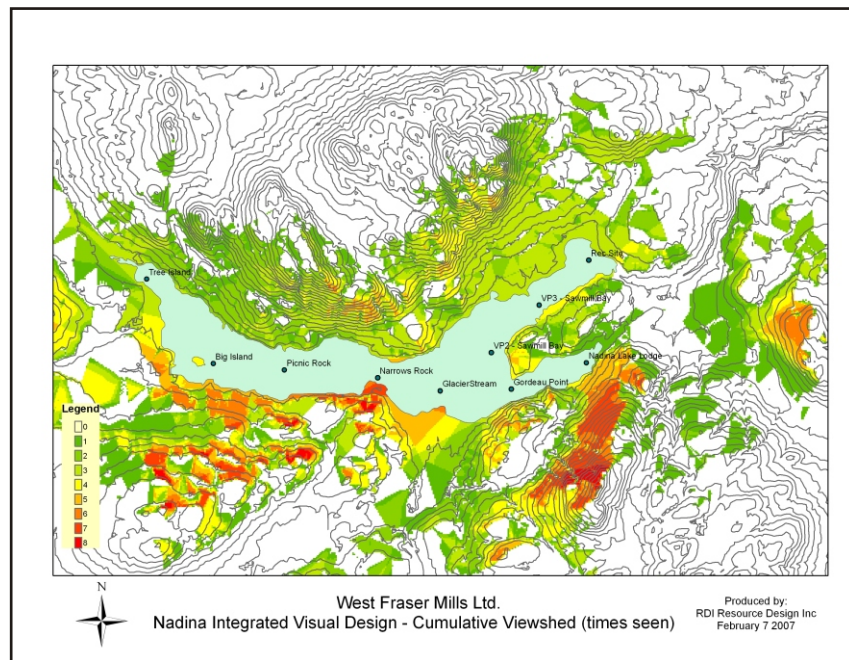 Rec Site
Tree Island
VP3 - Sawmill Bay
VP2 - Sawmill Bay
Big Island
Picnic Rock
Narrows Rock
Nadina Lake Lodge
GlacierStream
Gordeau Point
Legend
0
1
2
3
4
5
6
7
8
N
West Fraser Mills Ltd.
Nadina Integrated Visual Design - Cumulative Viewshed (times seen)
Produced by:
RDI Resource Design Inc
February 7 2007